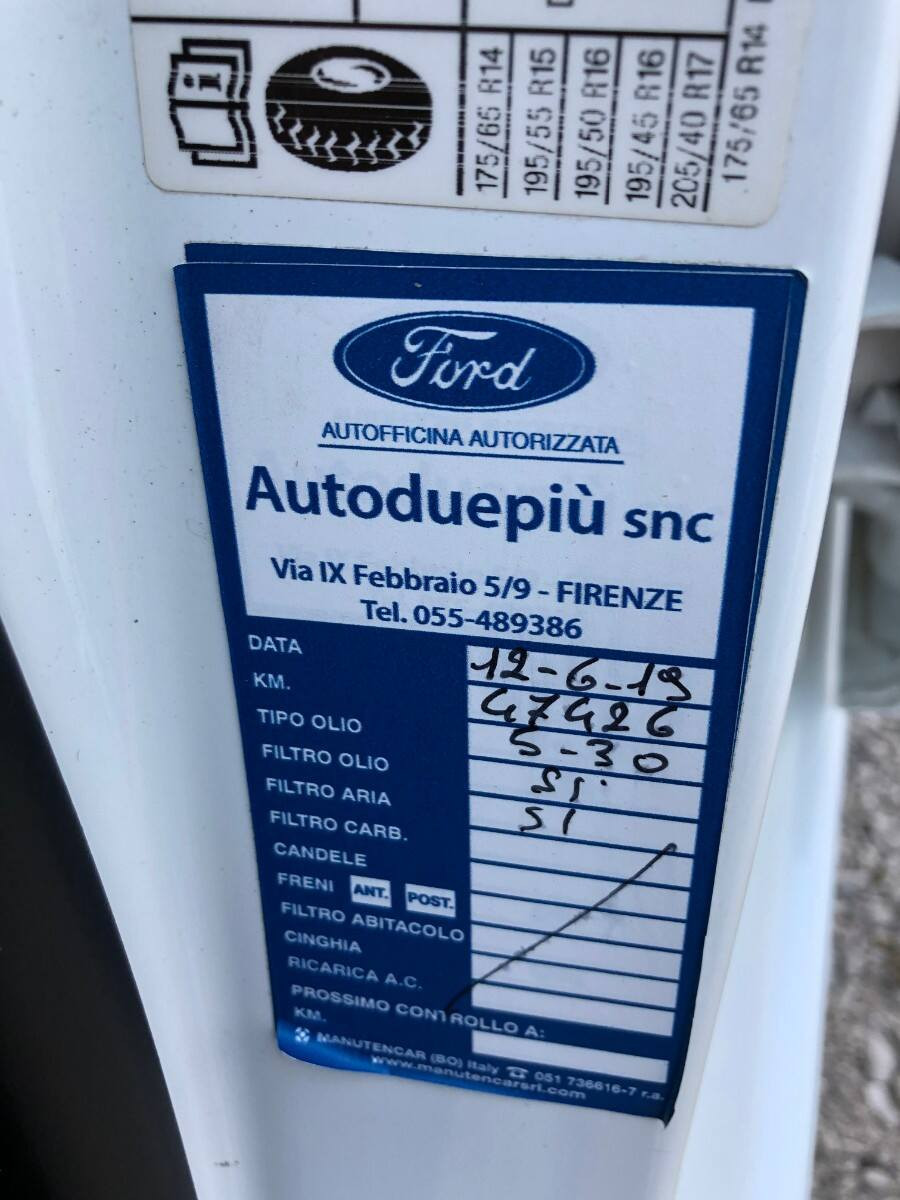 175/65 R14
195/55 R15
195/50 R16
195/45 R16
205/40 R17
175/65 R14
Ford
AUTOFFICINA AUTORIZZATA
Autoduepiù snc
Via IX Febbraio 5/9 - FIRENZE
Tel. 055-489386
DATA 12-6-19
KM. 47426
TIPO OLIO 5-30
FILTRO OLIO SI
FILTRO ARIA SI
FILTRO CARB.
CANDELE
FRENI ANT. POST.
FILTRO ABITACOLO
CINGHIA
RICARICA A.C.
PROSSIMO CONTROLLO A:
KM.
MANUTENCAR (BO) Italy ☎ 051 736616-7 r.a.
www.manutencarsrl.com